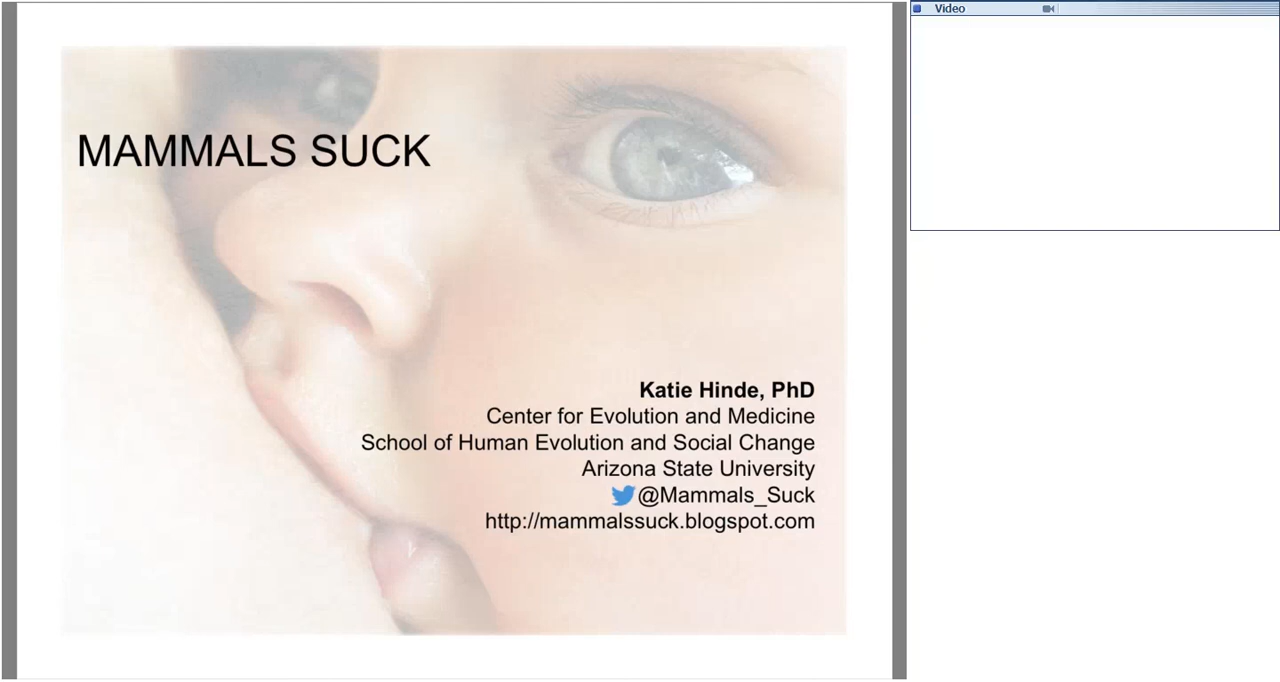 Video
MAMMALS SUCK
Katie Hinde, PhD
Center for Evolution and Medicine
School of Human Evolution and Social Change
Arizona State University
@Mammals_Suck
http://mammalssuck.blogspot.com